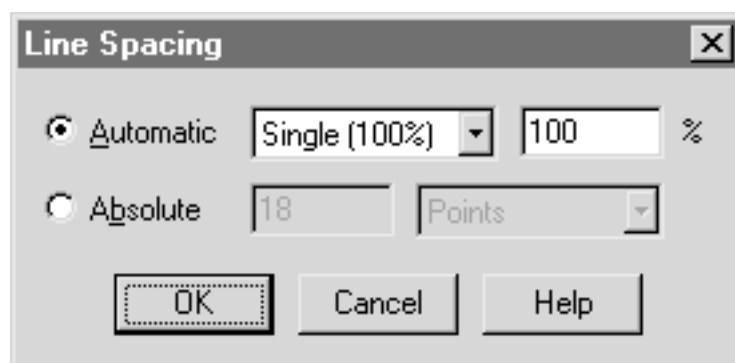 Line Spacing
Automatic Single (100%) 100 %
Absolute 18 Points
OK Cancel Help